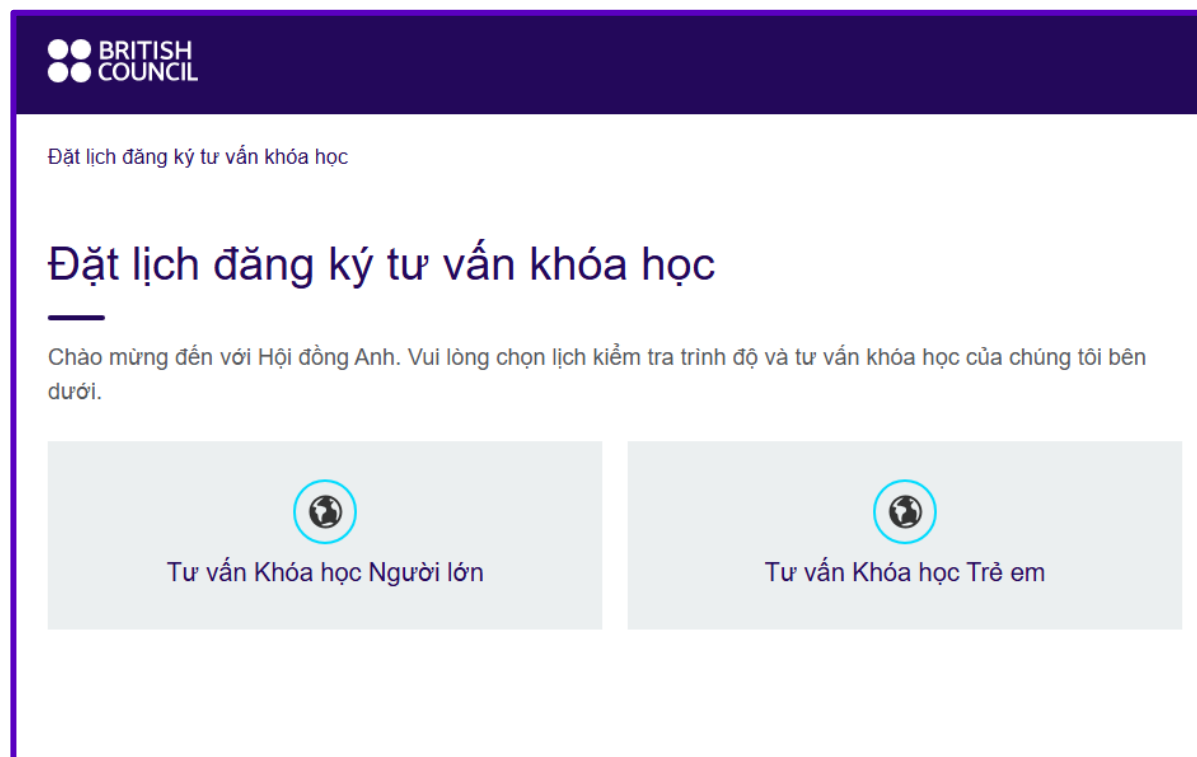 BRITISH
COUNCIL
Đặt lịch đăng ký tư vấn khóa học
Đặt lịch đăng ký tư vấn khóa học
Chào mừng đến với Hội đồng Anh. Vui lòng chọn lịch kiểm tra trình độ và tư vấn khóa học của chúng tôi bên
dưới.
Tư vấn Khóa học Người lớn
Tư vấn Khóa học Trẻ em